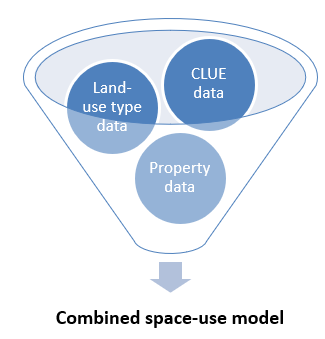 CLUE
data
Land-
use type
data
Property
data
Combined space-use model